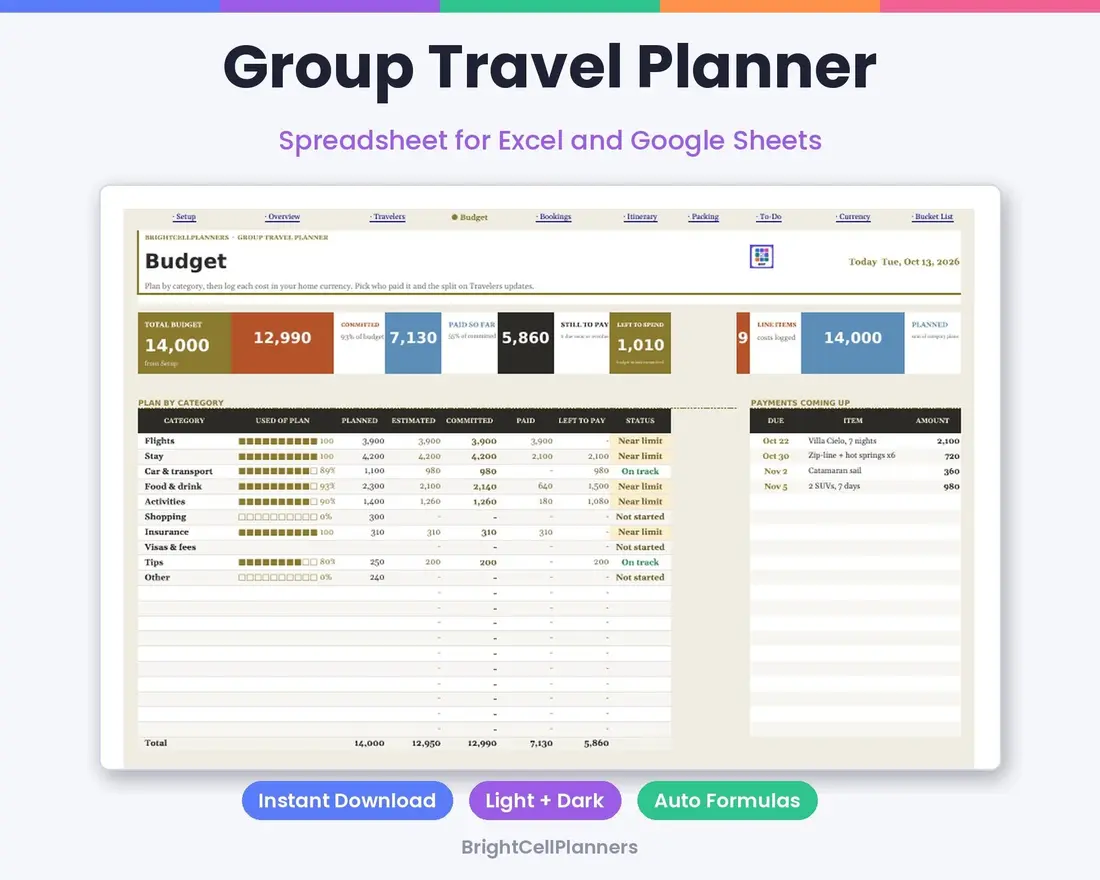 Group Travel Planner
Spreadsheet for Excel and Google Sheets
· Setup · Overview · Travelers ● Budget · Bookings · Itinerary · Packing · To-Do · Currency · Bucket List
BRIGHTCELLPLANNERS · GROUP TRAVEL PLANNER
Budget
Today Tue, Oct 13, 2026
Plan by category, then log each cost in your home currency. Pick who paid it and the split on Travelers updates.
TOTAL BUDGET
14,000
from Setup
12,990
COMMITTED
93% of budget
7,130
PAID SO FAR
55% of committed
5,860
STILL TO PAY
LEFT TO SPEND
1,010
9
LINE ITEMS
costs logged
14,000
PLANNED
sum of category plans
PLAN BY CATEGORY
CATEGORY USED OF PLAN PLANNED ESTIMATED COMMITTED PAID LEFT TO PAY STATUS
Flights ■■■■■■■■■■ 100 3,900 3,900 3,900 3,900 - Near limit
Stay ■■■■■■■■■■ 100 4,200 4,200 4,200 2,100 2,100 Near limit
Car & transport ■■■■■■■■■□ 89% 1,100 980 980 - 980 On track
Food & drink ■■■■■■■■■□ 93% 2,300 2,100 2,140 640 1,500 Near limit
Activities ■■■■■■■■■□ 90% 1,400 1,260 1,260 180 1,080 Near limit
Shopping □□□□□□□□□□ 0% 300 - - - - Not started
Insurance ■■■■■■■■■■ 100 310 310 310 310 - Near limit
Visas & fees - - - - Not started
Tips ■■■■■■■■□□ 80% 250 200 200 - 200 On track
Other □□□□□□□□□□ 0% 240 - - - - Not started
- - - -
- - - -
- - - -
- - - -
- - - -
- - - -
- - - -
- - - -
- - - -
- - - -
Total 14,000 12,950 12,990 7,130 5,860
PAYMENTS COMING UP
DUE ITEM AMOUNT
Oct 22 Villa Cielo, 7 nights 2,100
Oct 30 Zip-line + hot springs x6 720
Nov 2 Catamaran sail 360
Nov 5 2 SUVs, 7 days 980
Instant Download
Light + Dark
Auto Formulas
BrightCellPlanners